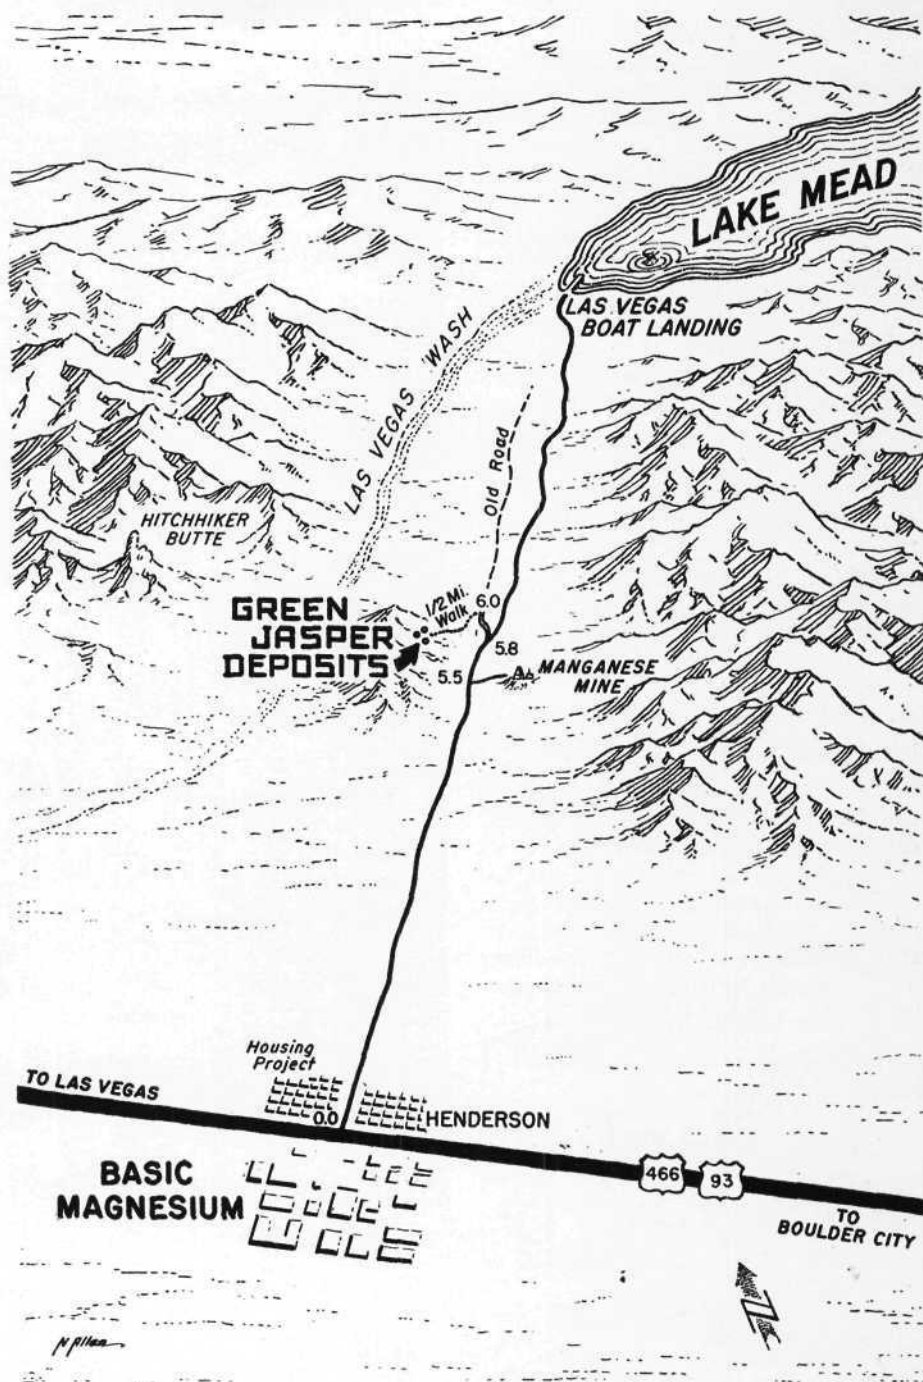 LAKE MEAD
LAS VEGAS
BOAT LANDING
LAS VEGAS WASH
Old Road
HITCHHIKER
BUTTE
GREEN
JASPER
DEPOSITS
1/2 Mi.
Walk
6.0
5.8
5.5
MANGANESE
MINE
Housing
Project
TO LAS VEGAS
0.0
HENDERSON
BASIC
MAGNESIUM
466
93
TO
BOULDER CITY
N Allen